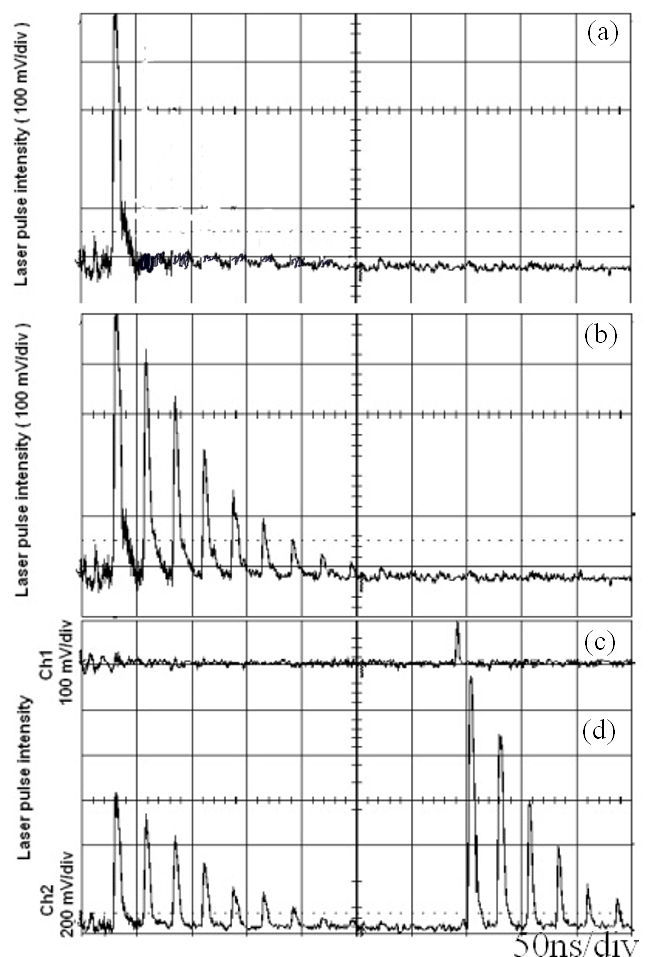 Laser pulse intensity ( 100 mV/div )
(a)
Laser pulse intensity ( 100 mV/div )
(b)
Ch1
100 mV/div
(c)
(d)
Laser pulse intensity
Ch2
200 mV/div
50ns/div